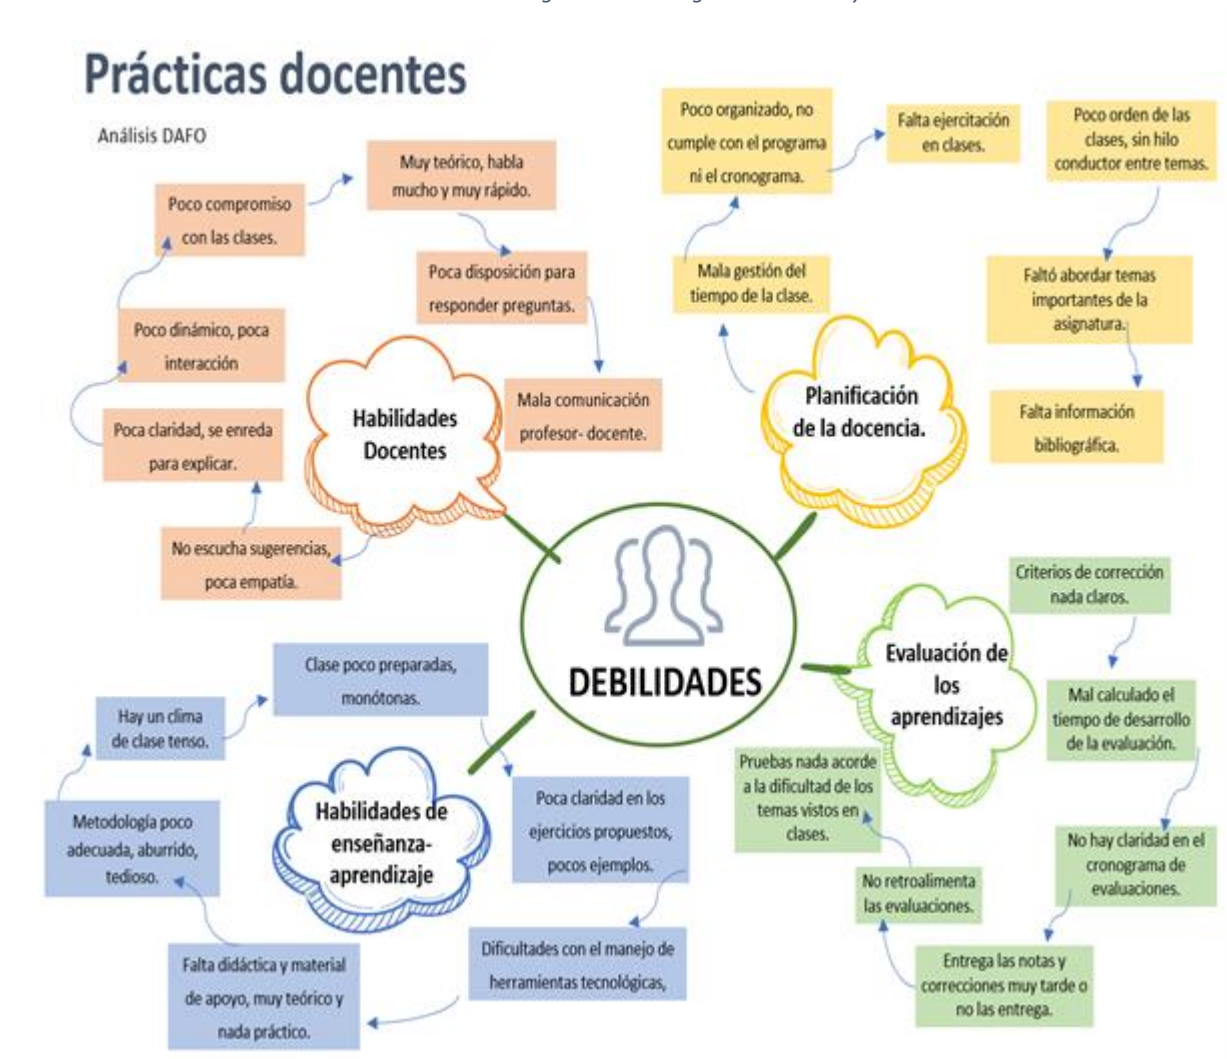 Prácticas docentes
Análisis DAFO
Muy teórico, habla
mucho y muy rápido.
Poco compromiso
con las clases.
Poca disposición para
responder preguntas.
Poco dinámico, poca
interacción
Mala comunicación
profesor- docente.
Poca claridad, se enreda
para explicar.
No escucha sugerencias,
poca empatía.
Habilidades
Docentes
Poco organizado, no
cumple con el programa
ni el cronograma.
Falta ejercitación
en clases.
Poco orden de las
clases, sin hilo
conductor entre temas.
Mala gestión del
tiempo de la clase.
Faltó abordar temas
importantes de la
asignatura.
Falta información
bibliográfica.
Planificación
de la docencia.
DEBILIDADES
Criterios de corrección
nada claros.
Evaluación de
los
aprendizajes
Mal calculado el
tiempo de desarrollo
de la evaluación.
Pruebas nada acorde
a la dificultad de los
temas vistos en
clases.
No hay claridad en el
cronograma de
evaluaciones.
No retroalimenta
las evaluaciones.
Entrega las notas y
correcciones muy tarde o
no las entrega.
Clase poco preparadas,
monótonas.
Hay un clima
de clase tenso.
Habilidades de
enseñanza-
aprendizaje
Poca claridad en los
ejercicios propuestos,
pocos ejemplos.
Metodología poco
adecuada, aburrido,
tedioso.
Dificultades con el manejo de
herramientas tecnológicas,
Falta didáctica y material
de apoyo, muy teórico y
nada práctico.